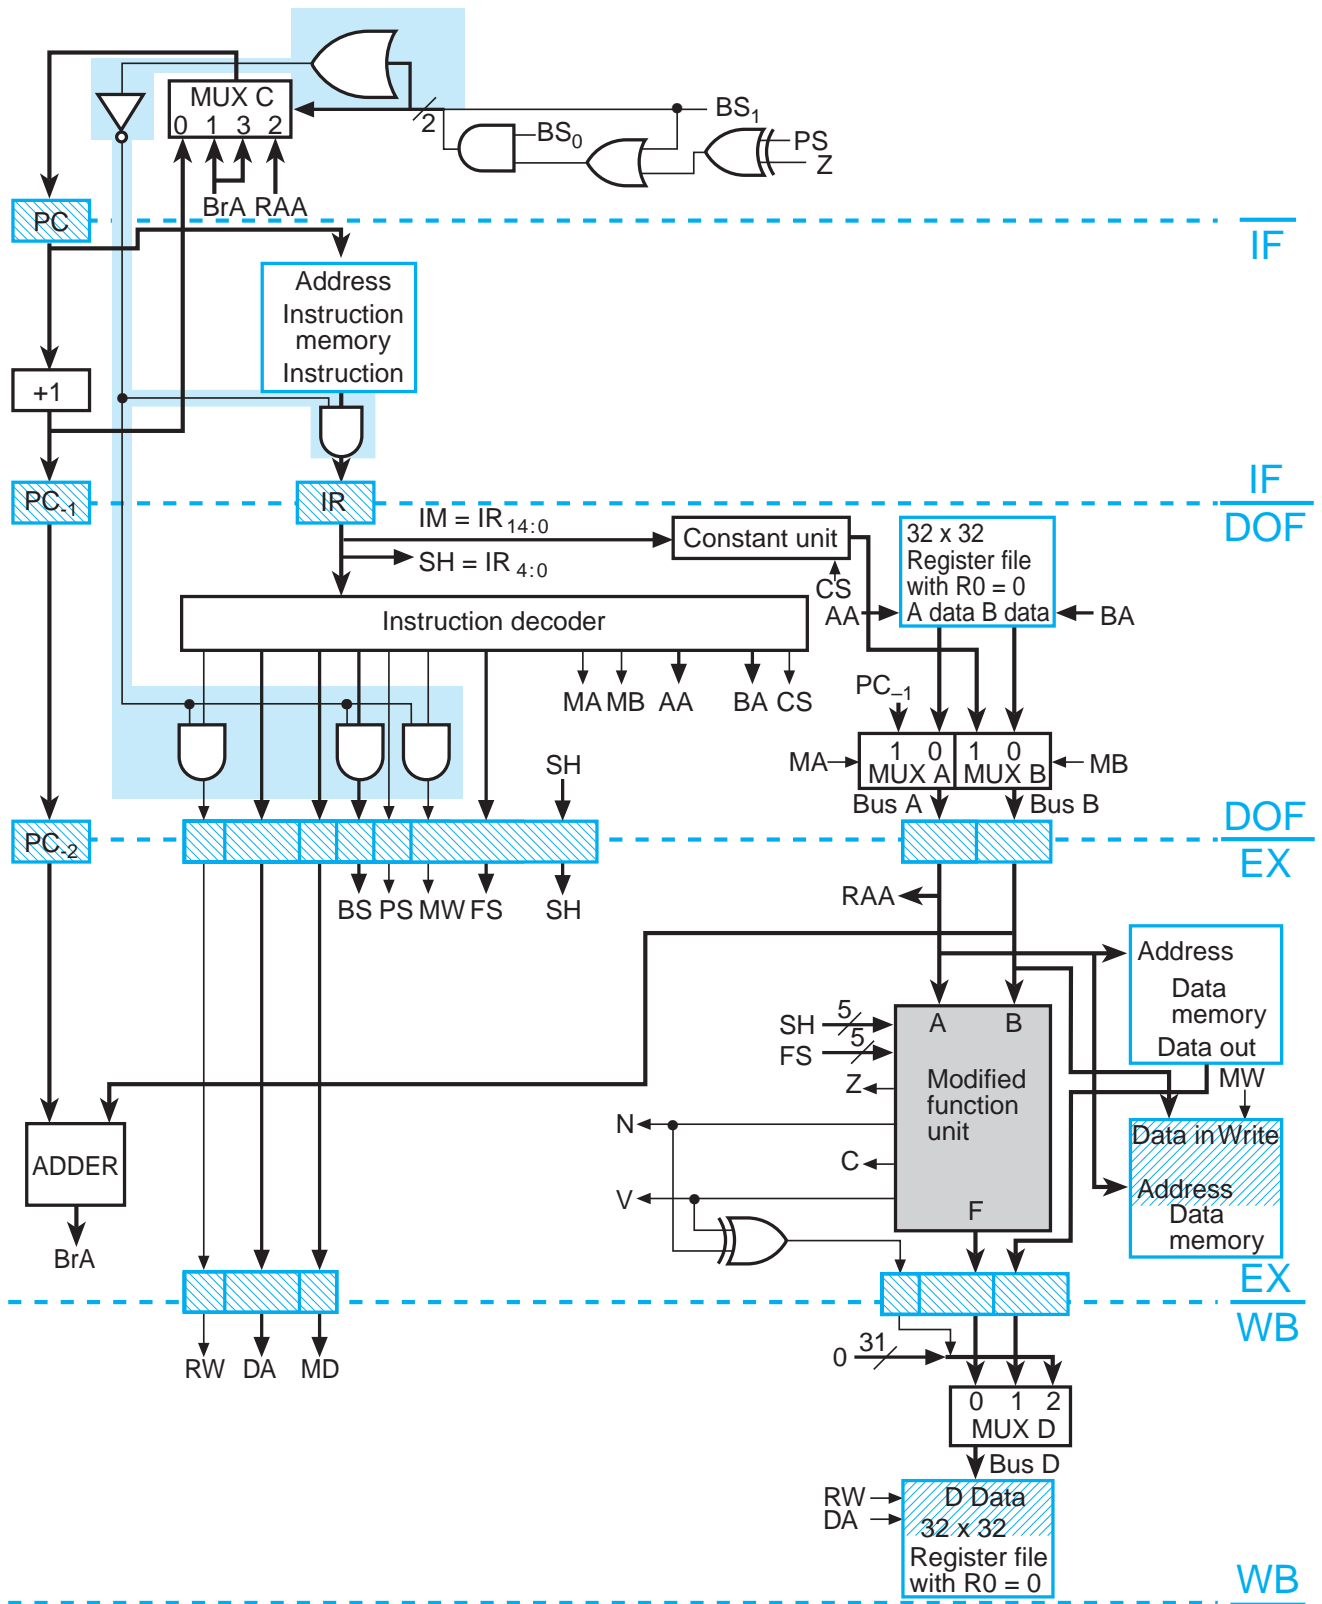 MUX C
0 1 3 2
2
BS1
BS0
PS
Z
BrA RAA
PC
IF
Address
Instruction
memory
Instruction
+1
PC-1
IR
IF
DOF
IM = IR 14:0
SH = IR 4:0
Constant unit
CS
32 x 32
Register file
with R0 = 0
A data B data
AA
BA
Instruction decoder
MA MB AA BA CS
PC–1
1 0 1 0
MUX A MUX B
MA
MB
SH
Bus A
Bus B
PC-2
DOF
EX
BS PS MW FS SH
RAA
Address
Data
memory
Data out
SH 5
FS 5
A B
Z
Modified
function
unit
N
C
V
F
MW
Data in Write
Address
Data
memory
ADDER
BrA
EX
WB
RW DA MD
0 31
0 1 2
MUX D
Bus D
RW
DA
D Data
32 x 32
Register file
with R0 = 0
WB